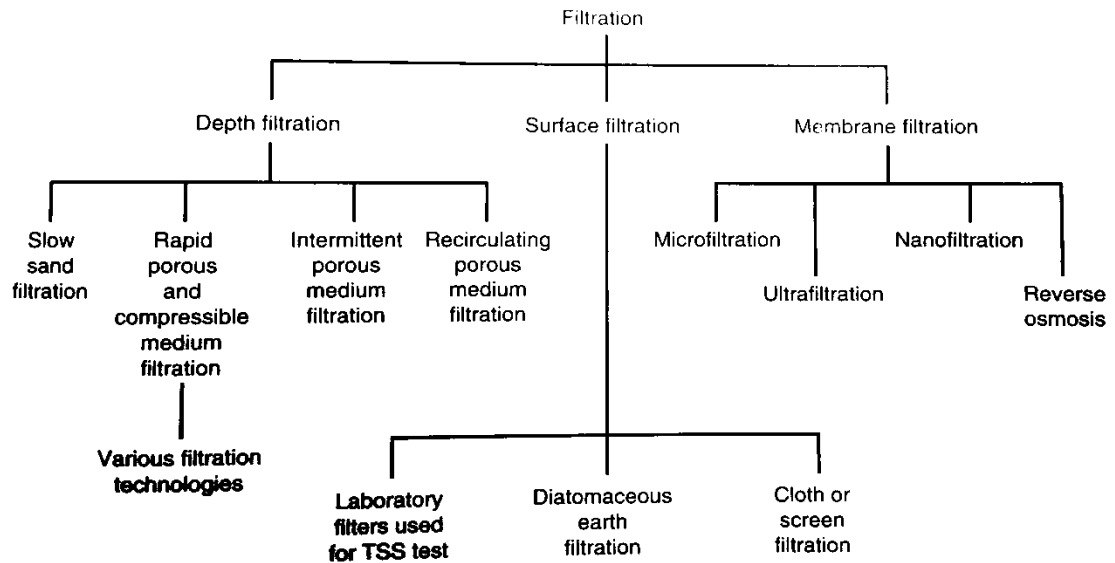 Filtration
Depth filtration
Surface filtration
Membrane filtration
Slow
sand
filtration
Rapid
porous
and
compressible
medium
filtration
Intermittent
porous
medium
filtration
Recirculating
porous
medium
filtration
Microfiltration
Ultrafiltration
Nanofiltration
Reverse
osmosis
Various filtration
technologies
Laboratory
filters used
for TSS test
Diatomaceous
earth
filtration
Cloth or
screen
filtration